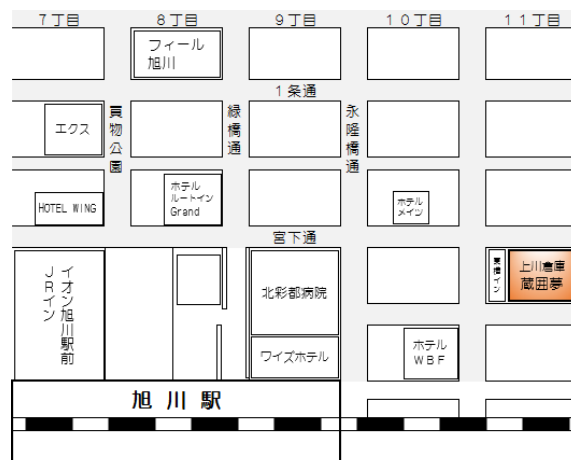 7丁目
8丁目
9丁目
10丁目
11丁目
フィール
旭川
1条通
エクス
買物公園
緑橋通
永隆橋通
HOTEL WING
ホテル
ルートイン
Grand
ホテル
メイツ
宮下通
イオン旭川駅前
JRイン
北彩都病院
東横イン
上川倉庫
蔵囲夢
ワイズホテル
ホテル
WBF
旭川駅